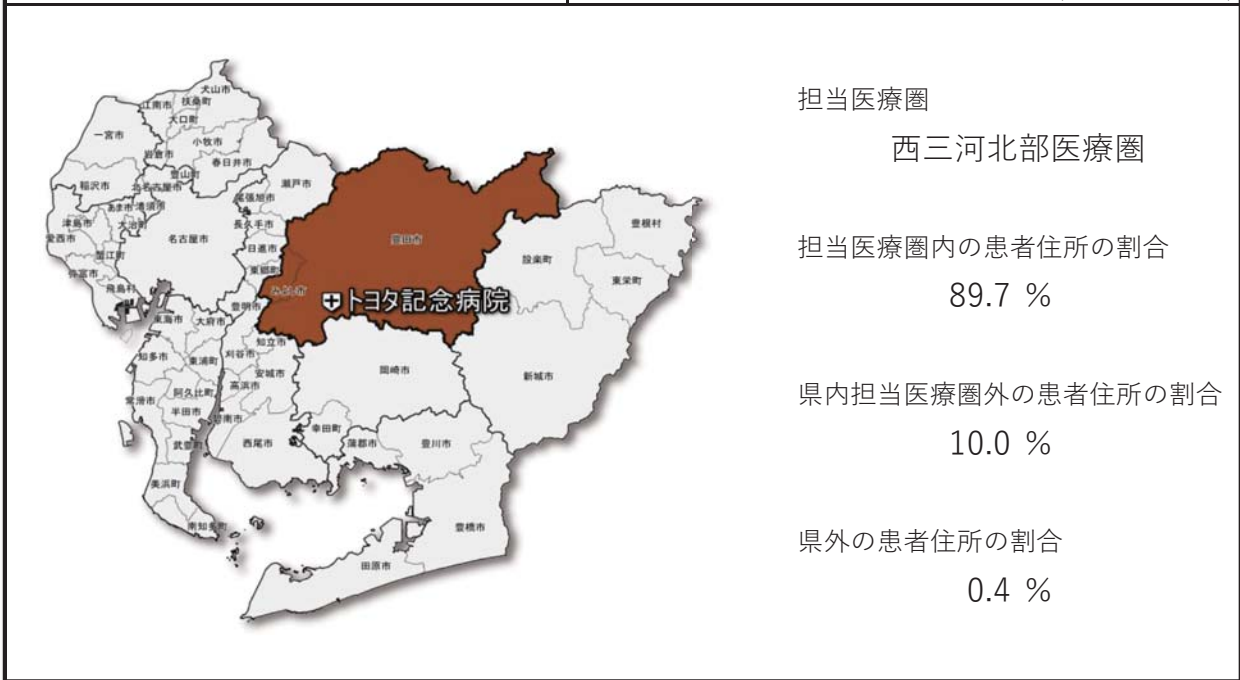 犬山市
江南市
扶桑町
大口町
一宮市
小牧市
岩倉市
春日井市
豊山町
稲沢市
北名古屋市
瀬戸市
尾張旭市
あま市
清須市
津島市
大治町
長久手市
愛西市
名古屋市
日進市
蟹江町
東郷町
弥富市
飛島村
みよし市
豊田市
豊根村
設楽町
東栄町
トヨタ記念病院
豊明市
東海市
大府市
知立市
知多市
東浦町
刈谷市
安城市
岡崎市
新城市
高浜市
阿久比町
常滑市
半田市
碧南市
武豊町
西尾市
幸田町
蒲郡市
豊川市
美浜町
南知多町
豊橋市
田原市
担当医療圏
西三河北部医療圏
担当医療圏内の患者住所の割合
89.7 %
県内担当医療圏外の患者住所の割合
10.0 %
県外の患者住所の割合
0.4 %